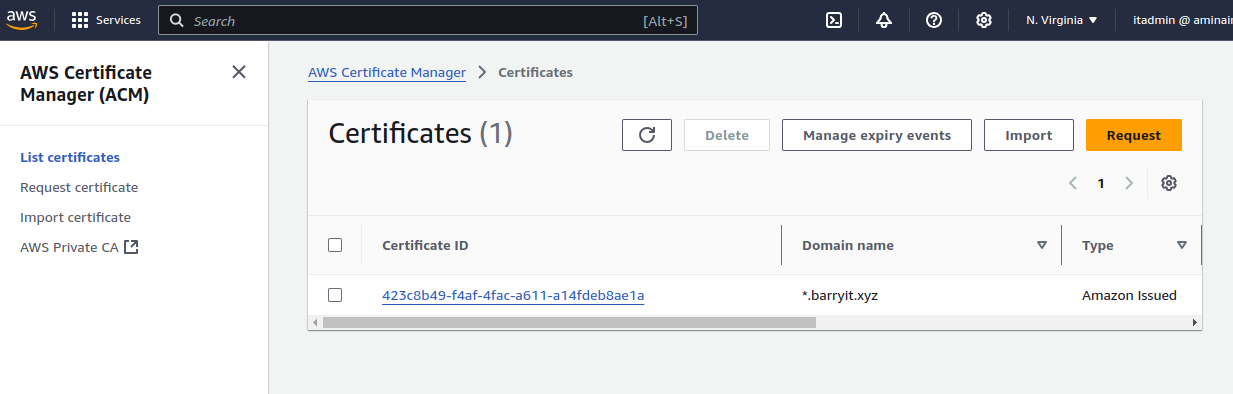 aws Services Search [Alt+S] N. Virginia itadmin @ aminain
AWS Certificate
Manager (ACM)
List certificates
Request certificate
Import certificate
AWS Private CA
AWS Certificate Manager > Certificates
Certificates (1) Delete Manage expiry events Import Request
1
Certificate ID Domain name Type
423c8b49-f4af-4fac-a611-a14fdeb8ae1a *.barryit.xyz Amazon Issued